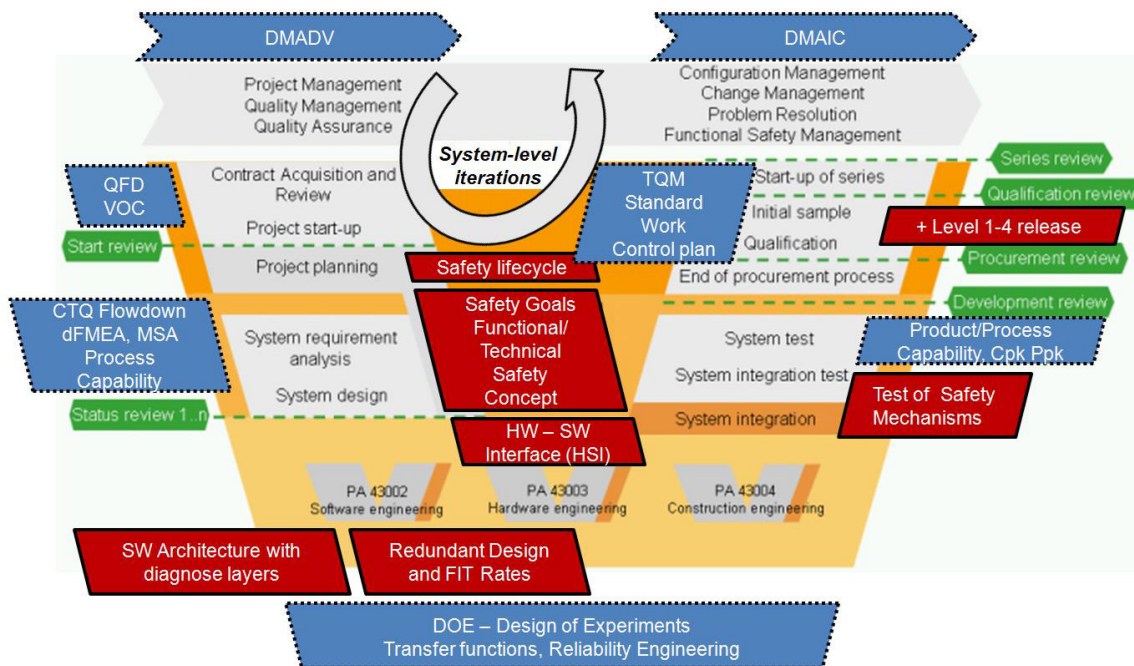 DMADV
DMAIC
Project Management
Quality Management
Quality Assurance
Configuration Management
Change Management
Problem Resolution
Functional Safety Management
System-level
iterations
QFD
VOC
Contract Acquisition and
Review
Project start-up
Start review
Project planning
TQM
Standard
Work
Control plan
Series review
Start-up of series
Qualification review
Initial sample
+ Level 1-4 release
Qualification
Procurement review
End of procurement process
Safety lifecycle
Development review
CTQ Flowdown
dFMEA, MSA
Process
Capability
System requirement
analysis
System design
Status review 1..n
Safety Goals
Functional/
Technical
Safety
Concept
System test
System integration test
System integration
Product/Process
Capability, Cpk Ppk
Test of Safety
Mechanisms
HW – SW
Interface (HSI)
PA 43002
Software engineering
PA 43003
Hardware engineering
PA 43004
Construction engineering
SW Architecture with
diagnose layers
Redundant Design
and FIT Rates
DOE – Design of Experiments
Transfer functions, Reliability Engineering